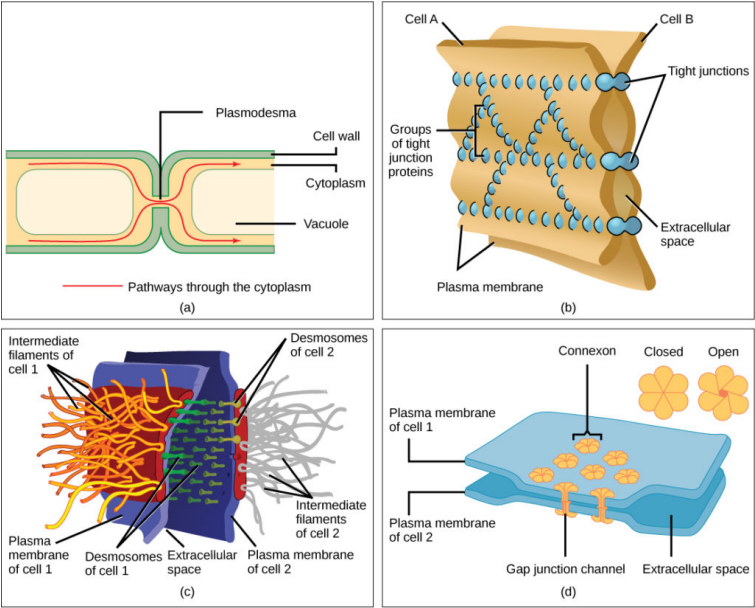 Plasmodesma
Cell wall
Cytoplasm
Vacuole
Pathways through the cytoplasm
(a)
Cell A
Cell B
Tight junctions
Groups
of tight
junction
proteins
Extracellular
space
Plasma membrane
(b)
Intermediate
filaments of
cell 1
Desmosomes
of cell 2
Intermediate
filaments
of cell 2
Plasma
membrane
of cell 1
Desmosomes
of cell 1
Extracellular
space
Plasma membrane
of cell 2
(c)
Connexon
Closed
Open
Plasma membrane
of cell 1
Plasma membrane
of cell 2
Gap junction channel
Extracellular space
(d)